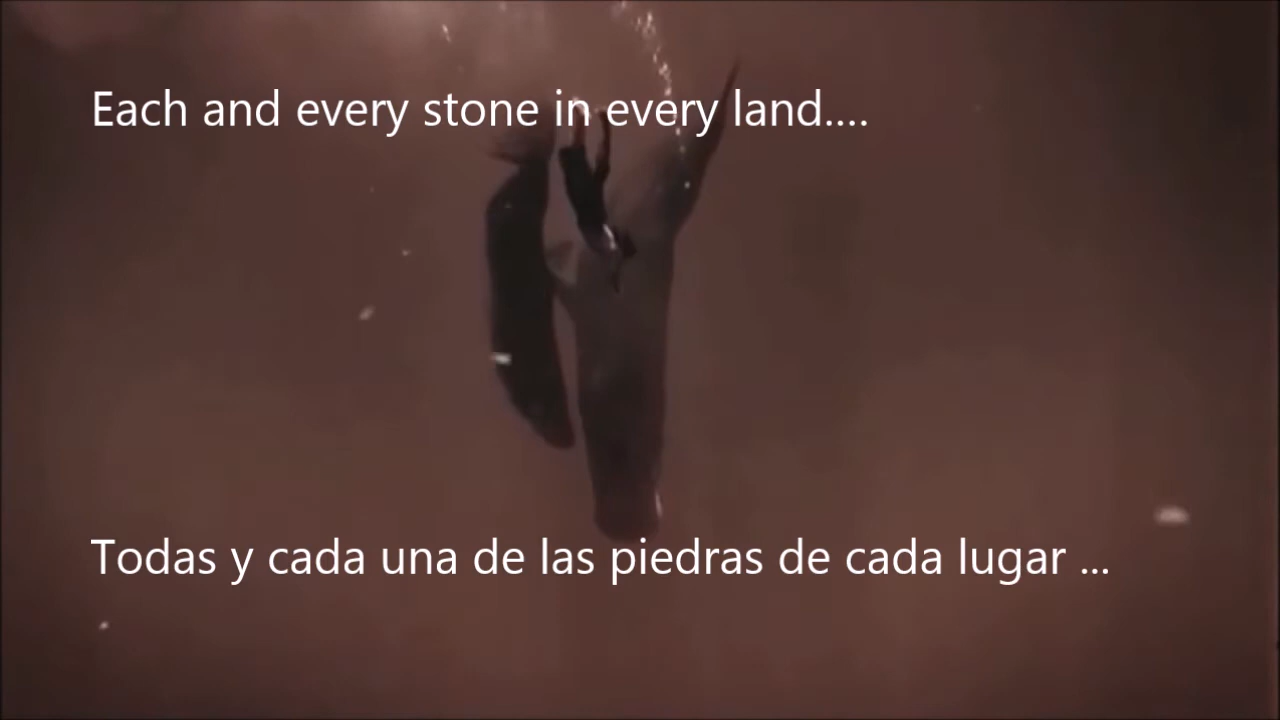 Each and every stone in every land....
Todas y cada una de las piedras de cada lugar ...